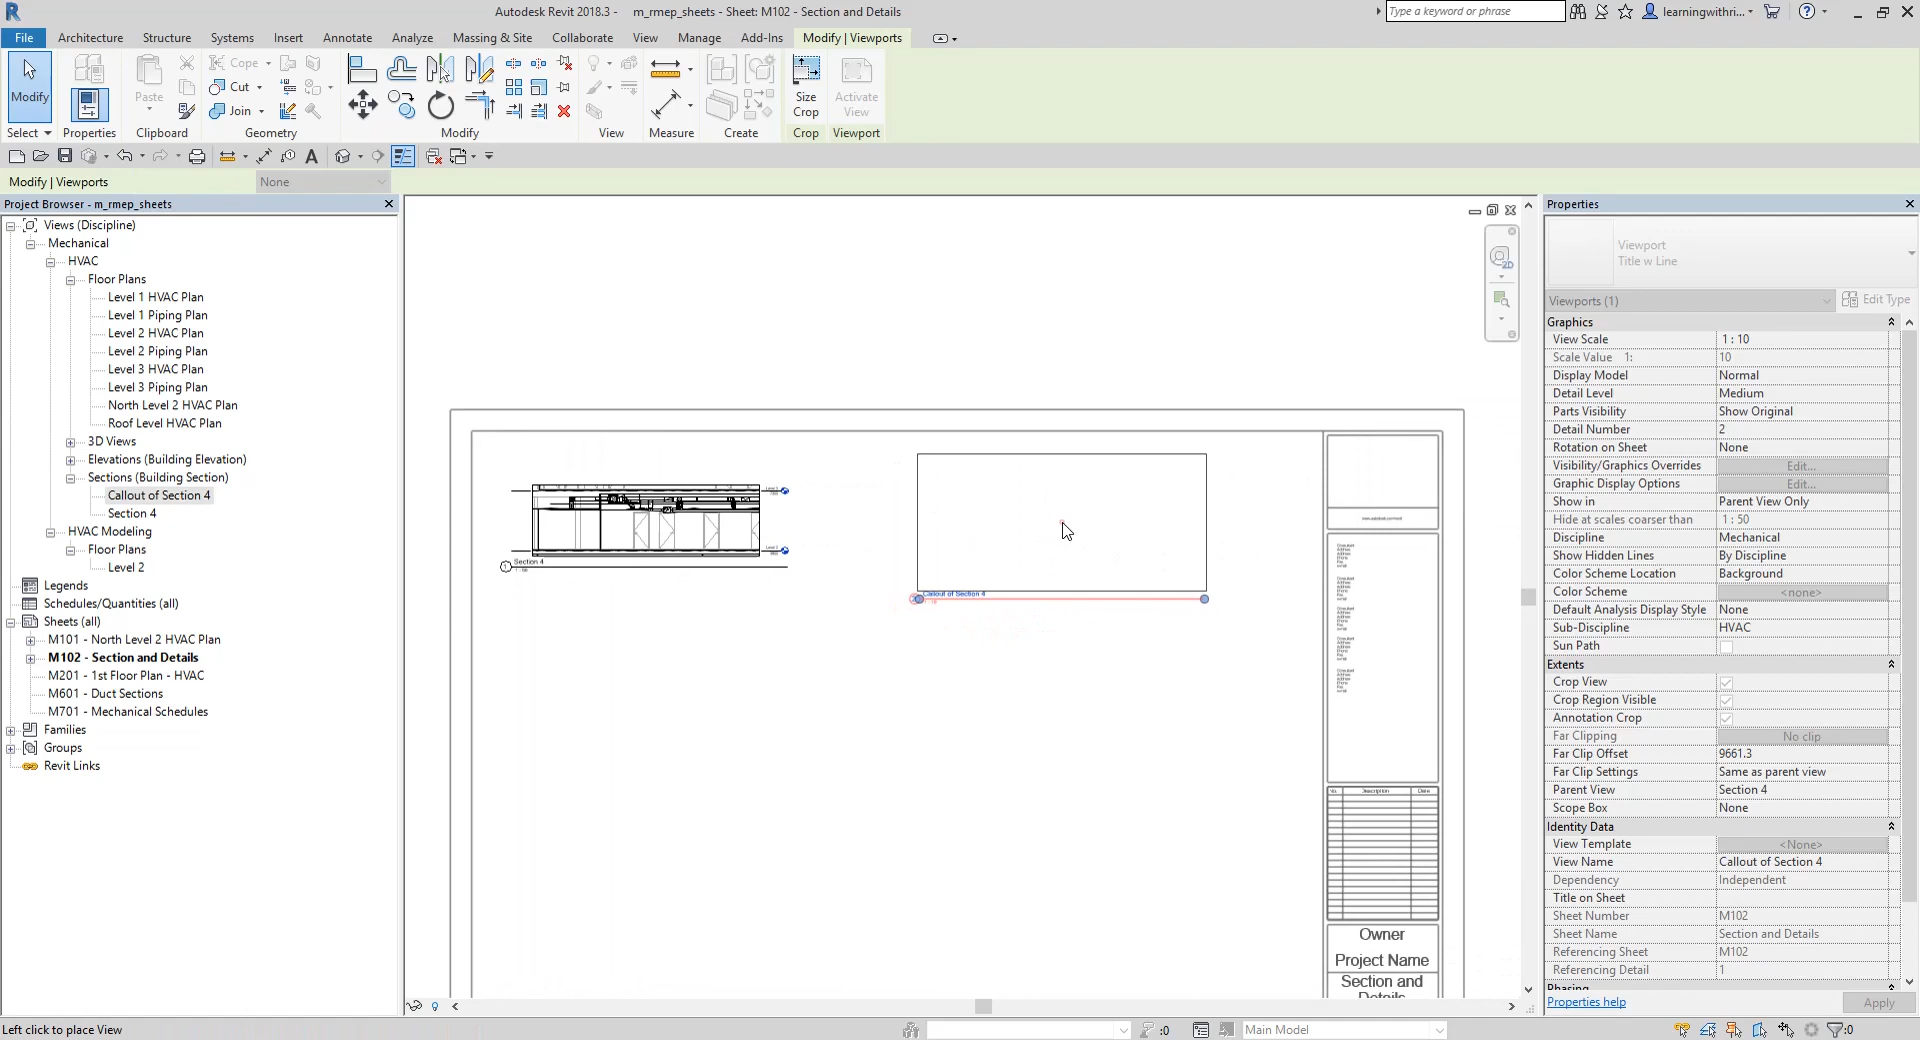 Autodesk Revit 2018.3 - m_rmep_sheets - Sheet: M102 - Section and Details
Type a keyword or phrase
learningwithri...
File Architecture Structure Systems Insert Annotate Analyze Massing & Site Collaborate View Manage Add-Ins Modify | Viewports
Modify
Paste
Cope
Cut
Join
Size Crop
Activate View
Select Properties Clipboard Geometry Modify View Measure Create Crop Viewport
Modify | Viewports None
Project Browser - m_rmep_sheets
Views (Discipline)
Mechanical
HVAC
Floor Plans
Level 1 HVAC Plan
Level 1 Piping Plan
Level 2 HVAC Plan
Level 2 Piping Plan
Level 3 HVAC Plan
Level 3 Piping Plan
North Level 2 HVAC Plan
Roof Level HVAC Plan
3D Views
Elevations (Building Elevation)
Sections (Building Section)
Callout of Section 4
Section 4
HVAC Modeling
Floor Plans
Level 2
Legends
Schedules/Quantities (all)
Sheets (all)
M101 - North Level 2 HVAC Plan
M102 - Section and Details
M201 - 1st Floor Plan - HVAC
M601 - Duct Sections
M701 - Mechanical Schedules
Families
Groups
Revit Links
2D
Section 4
Callout of Section 4
No. Description Date
Owner
Project Name
Section and
Details
Properties
Viewport
Title w Line
Viewports (1) Edit Type
Graphics
View Scale 1 : 10
Scale Value 1: 10
Display Model Normal
Detail Level Medium
Parts Visibility Show Original
Detail Number 2
Rotation on Sheet None
Visibility/Graphics Overrides Edit...
Graphic Display Options Edit...
Show in Parent View Only
Hide at scales coarser than 1 : 50
Discipline Mechanical
Show Hidden Lines By Discipline
Color Scheme Location Background
Color Scheme <none>
Default Analysis Display Style None
Sub-Discipline HVAC
Sun Path
Extents
Crop View
Crop Region Visible
Annotation Crop
Far Clipping No clip
Far Clip Offset 9661.3
Far Clip Settings Same as parent view
Parent View Section 4
Scope Box None
Identity Data
View Template <None>
View Name Callout of Section 4
Dependency Independent
Title on Sheet
Sheet Number M102
Sheet Name Section and Details
Referencing Sheet M102
Referencing Detail 1
Phasing
Properties help Apply
Left click to place View :0 Main Model :0